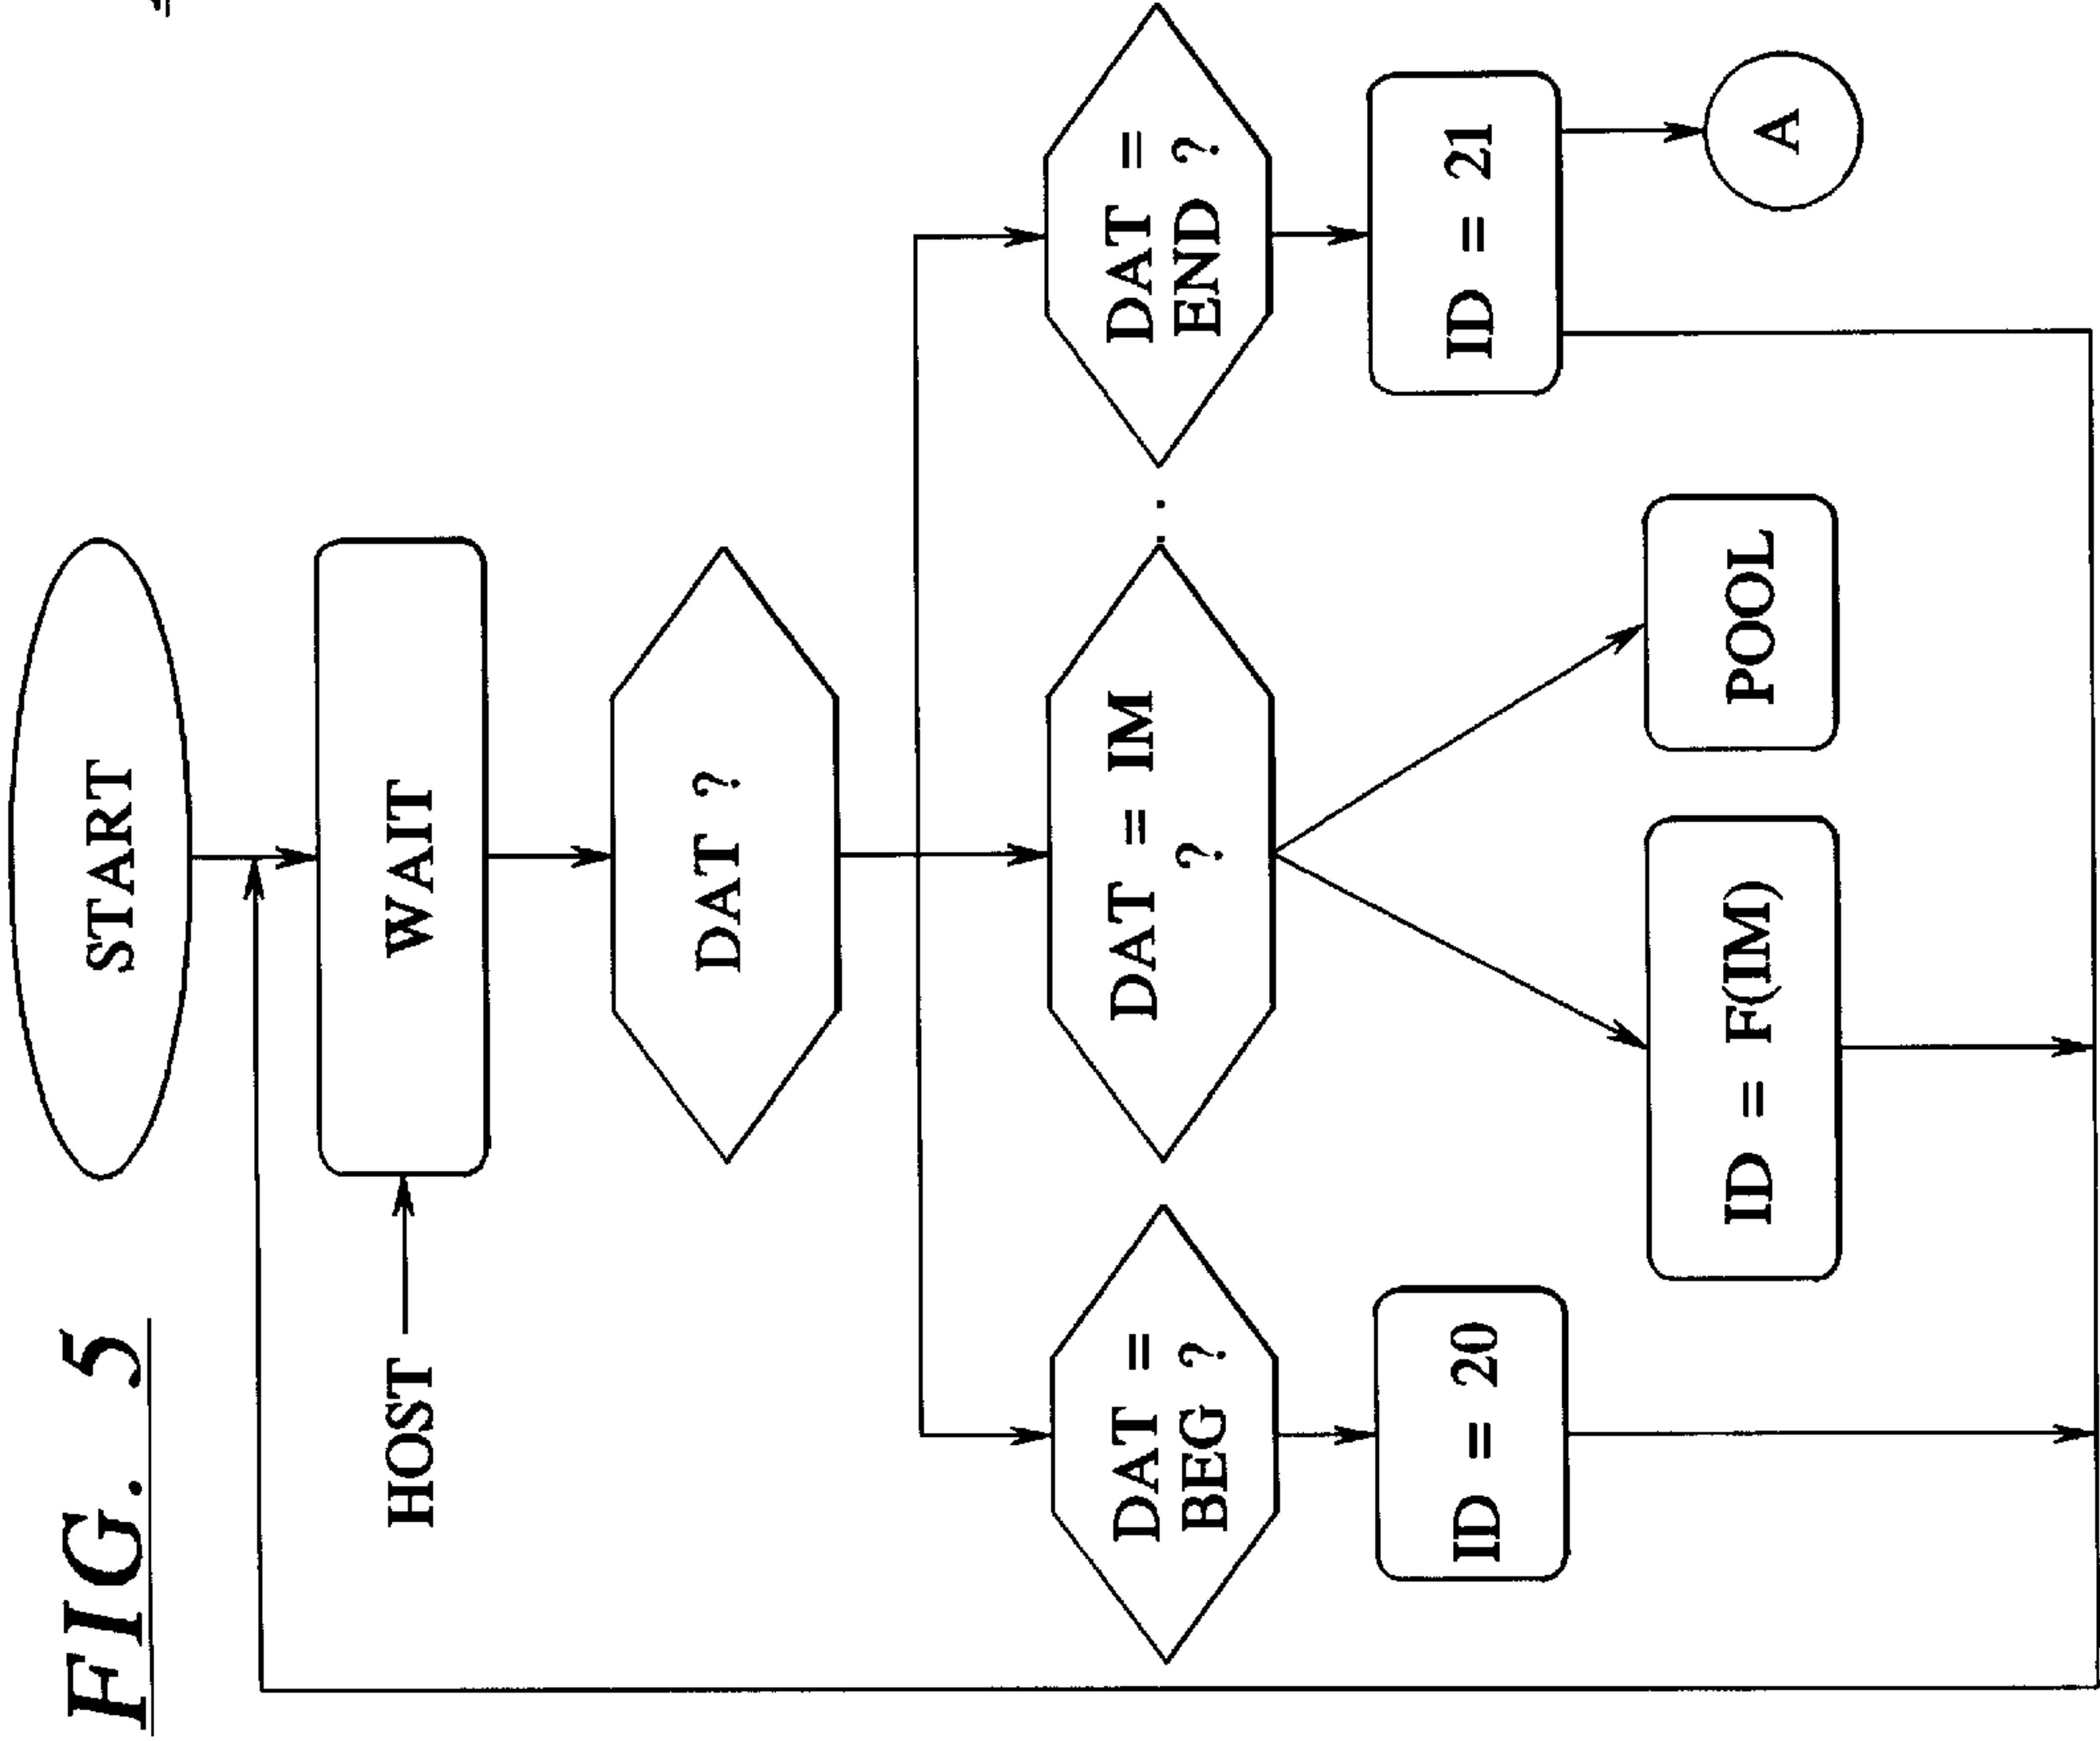 FIG. 5
START
HOST
WAIT
DAT ?
DAT =
BEG ?
DAT = IM
?
DAT =
END ?
ID = 20
ID = 21
ID = F(IM)
POOL
A